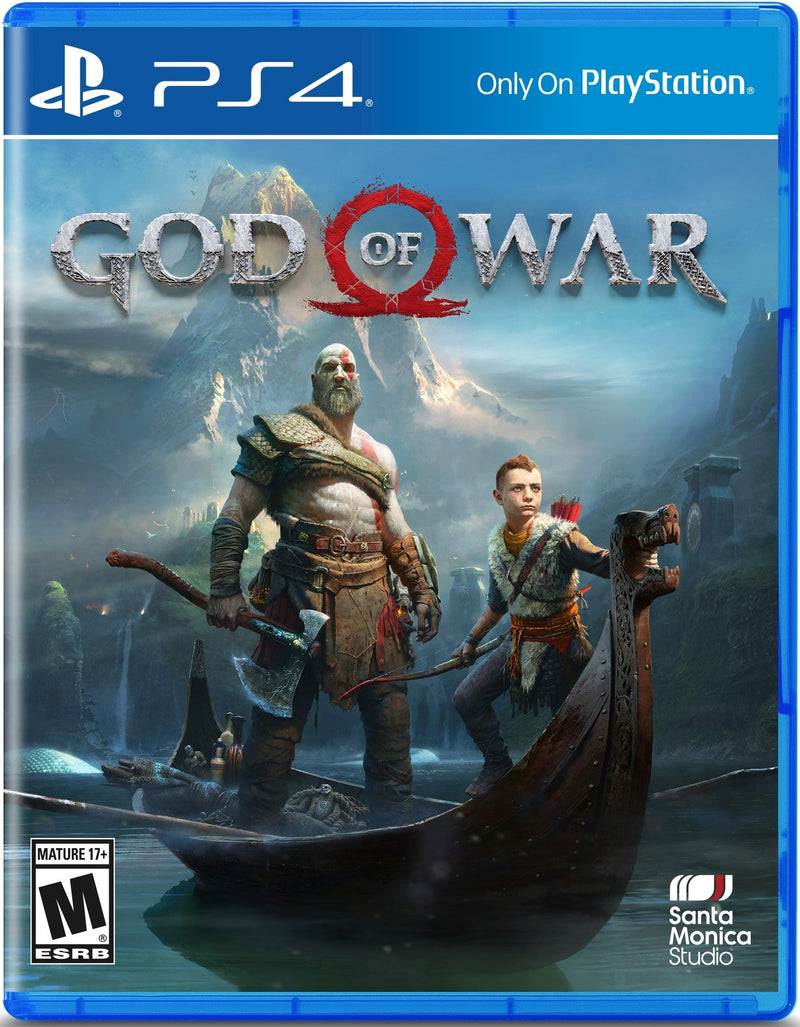 PS4®
Only On PlayStation®
GOD OF WAR
MATURE 17+
M®
ESRB
Santa
Monica
Studio